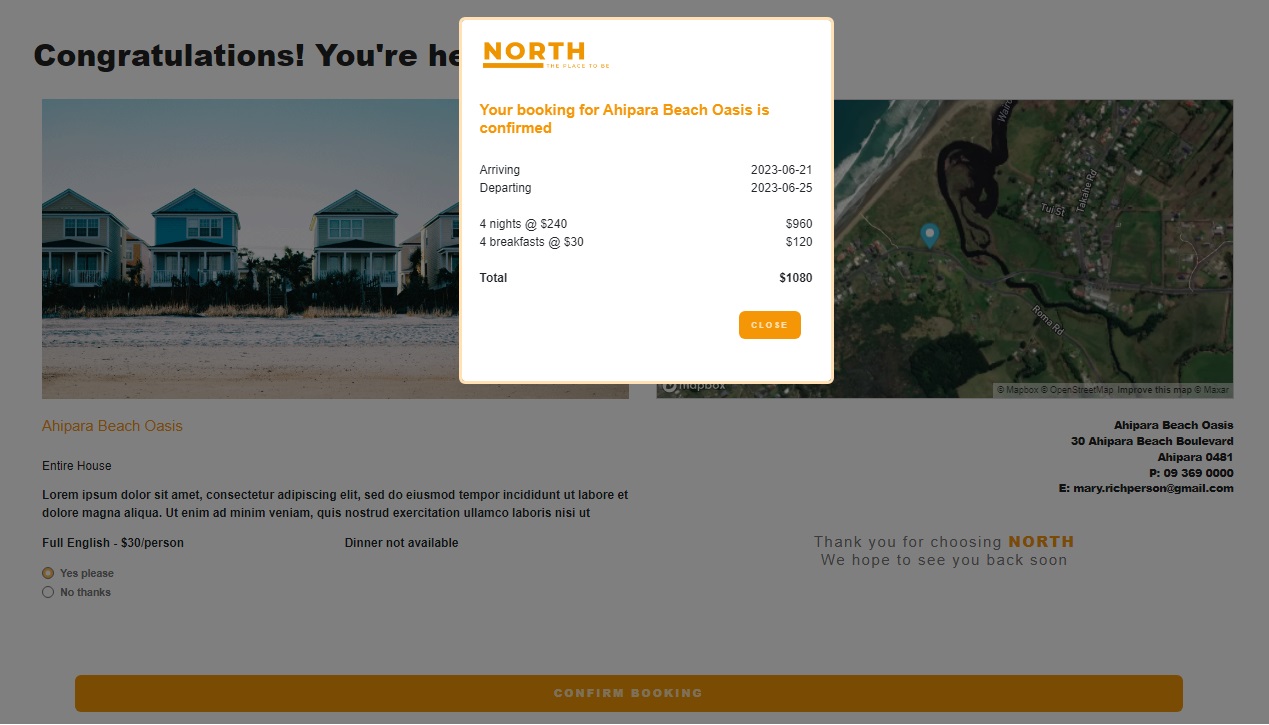 Congratulations! You're he
NORTH
THE PLACE TO BE
Your booking for Ahipara Beach Oasis is
confirmed
Arriving 2023-06-21
Departing 2023-06-25
4 nights @ $240 $960
4 breakfasts @ $30 $120
Total $1080
CLOSE
Tui St
Takahe Rd
Roma Rd
mapbox
© Mapbox © OpenStreetMap Improve this map © Maxar
Ahipara Beach Oasis
Entire House
Lorem ipsum dolor sit amet, consectetur adipiscing elit, sed do eiusmod tempor incididunt ut labore et
dolore magna aliqua. Ut enim ad minim veniam, quis nostrud exercitation ullamco laboris nisi ut
Full English - $30/person Dinner not available
Yes please
No thanks
Ahipara Beach Oasis
30 Ahipara Beach Boulevard
Ahipara 0481
P: 09 369 0000
E: mary.richperson@gmail.com
Thank you for choosing NORTH
We hope to see you back soon
CONFIRM BOOKING